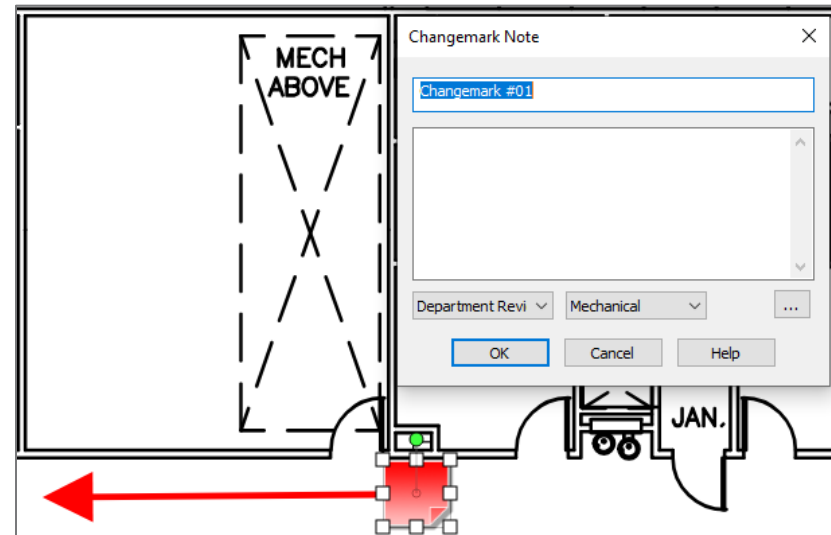 MECH
ABOVE
Changemark Note
Changemark #01
Department Revi
Mechanical
...
OK
Cancel
Help
JAN.